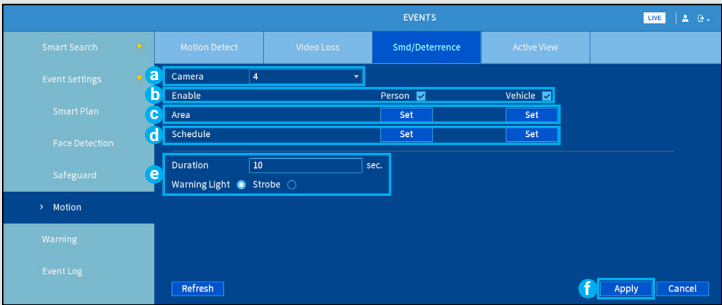 EVENTS
LIVE
Smart Search
Motion Detect
Video Loss
Smd/Deterrence
Active View
Event Settings
a Camera 4
b Enable Person Vehicle
Smart Plan
c Area Set Set
d Schedule Set Set
Face Detection
e Duration 10 sec.
Safeguard
Warning Light Strobe
> Motion
Warning
Event Log
Refresh
f Apply Cancel